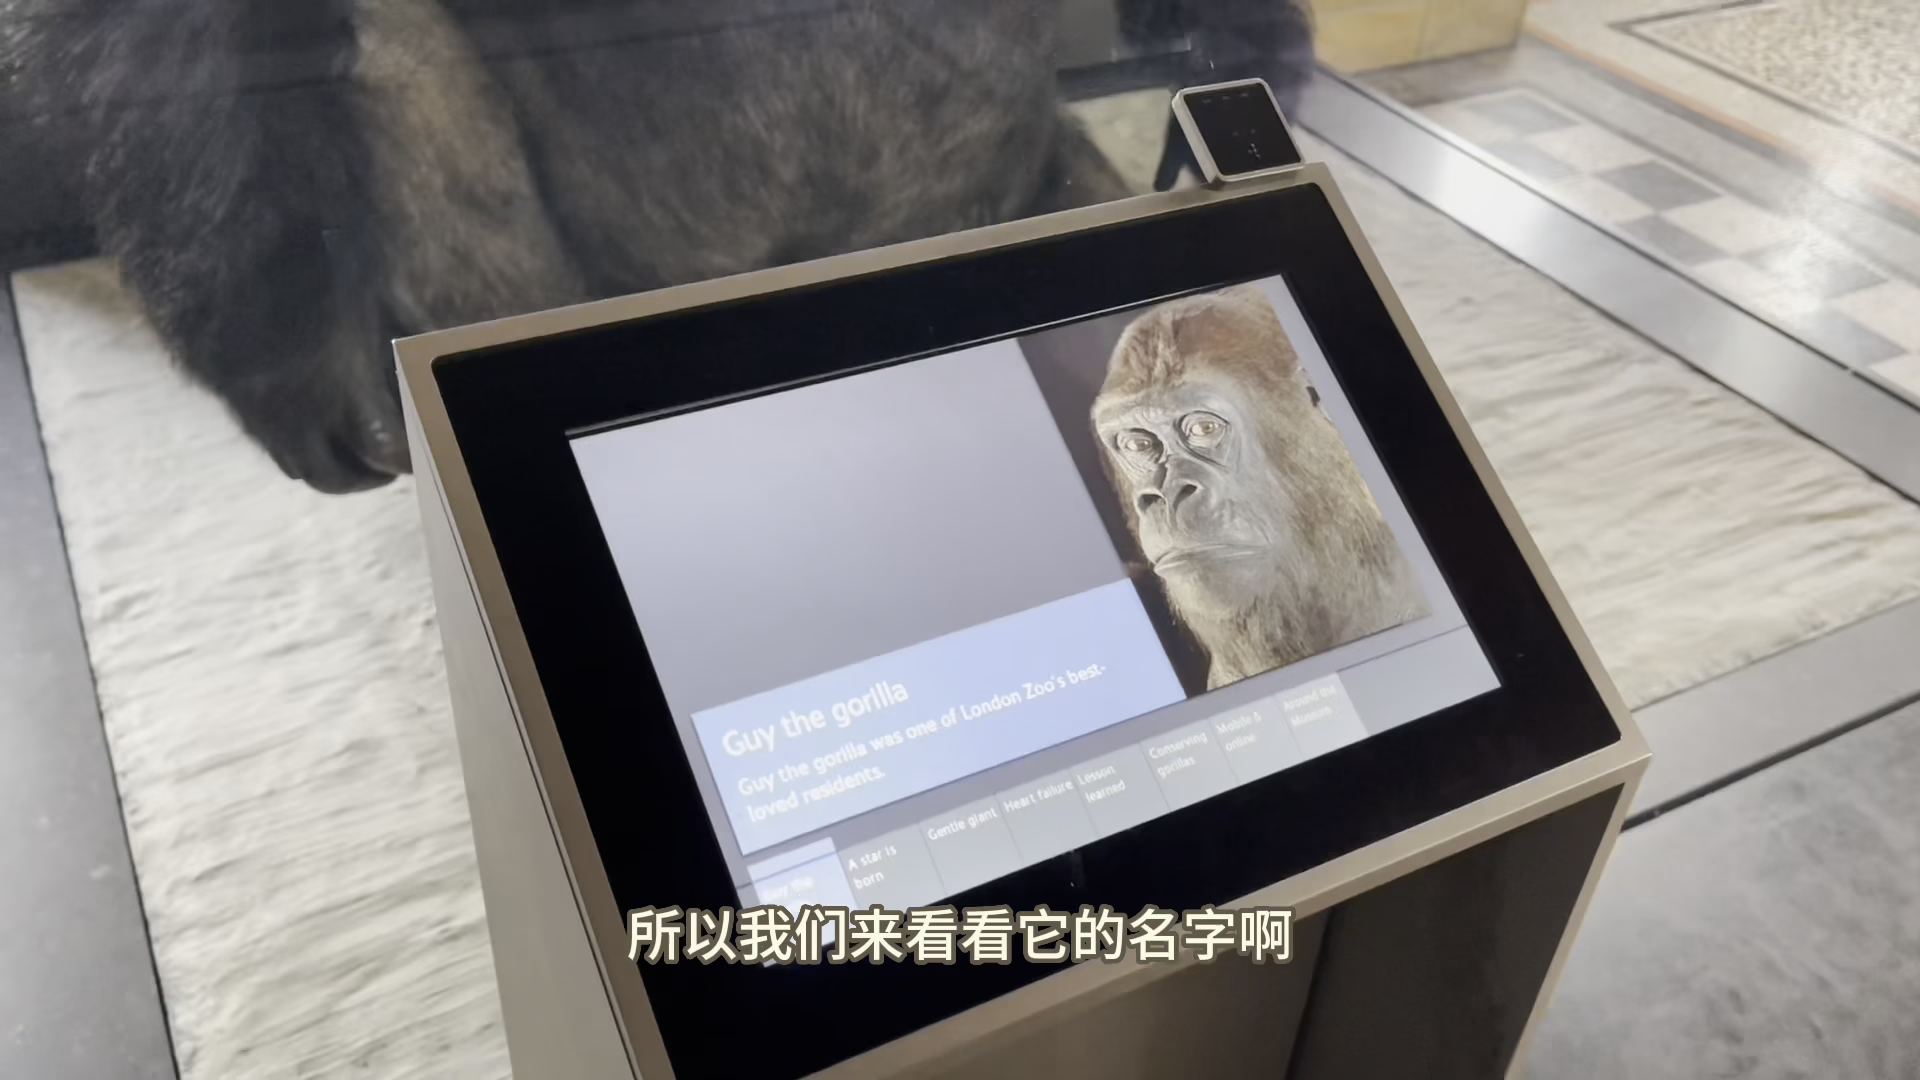 Guy the gorilla
Guy the gorilla was one of London Zoo's best-
loved residents.
Guy the
A star is
born
Gentle giant
Heart failure
Lesson
learned
Conserving
gorillas
Mobile &
online
Around the
Museum
所以我们来看看它的名字啊